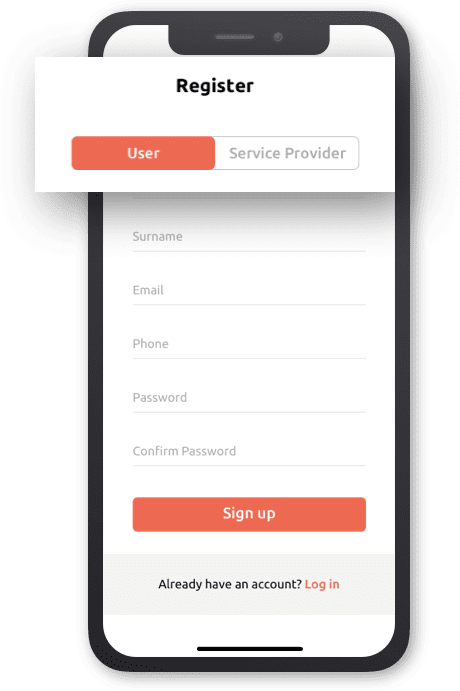 Register
User
Service Provider
Surname
Email
Phone
Password
Confirm Password
Sign up
Already have an account? Log in